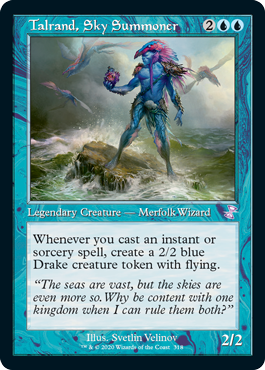 Talrand, Sky Summoner 2
Legendary Creature — Merfolk Wizard
Whenever you cast an instant or
sorcery spell, create a 2/2 blue
Drake creature token with flying.
“The seas are vast, but the skies are
even more so. Why be content with one
kingdom when I can rule them both?”
Illus. Svetlin Velinov
2/2
™ & © 2020 Wizards of the Coast 318